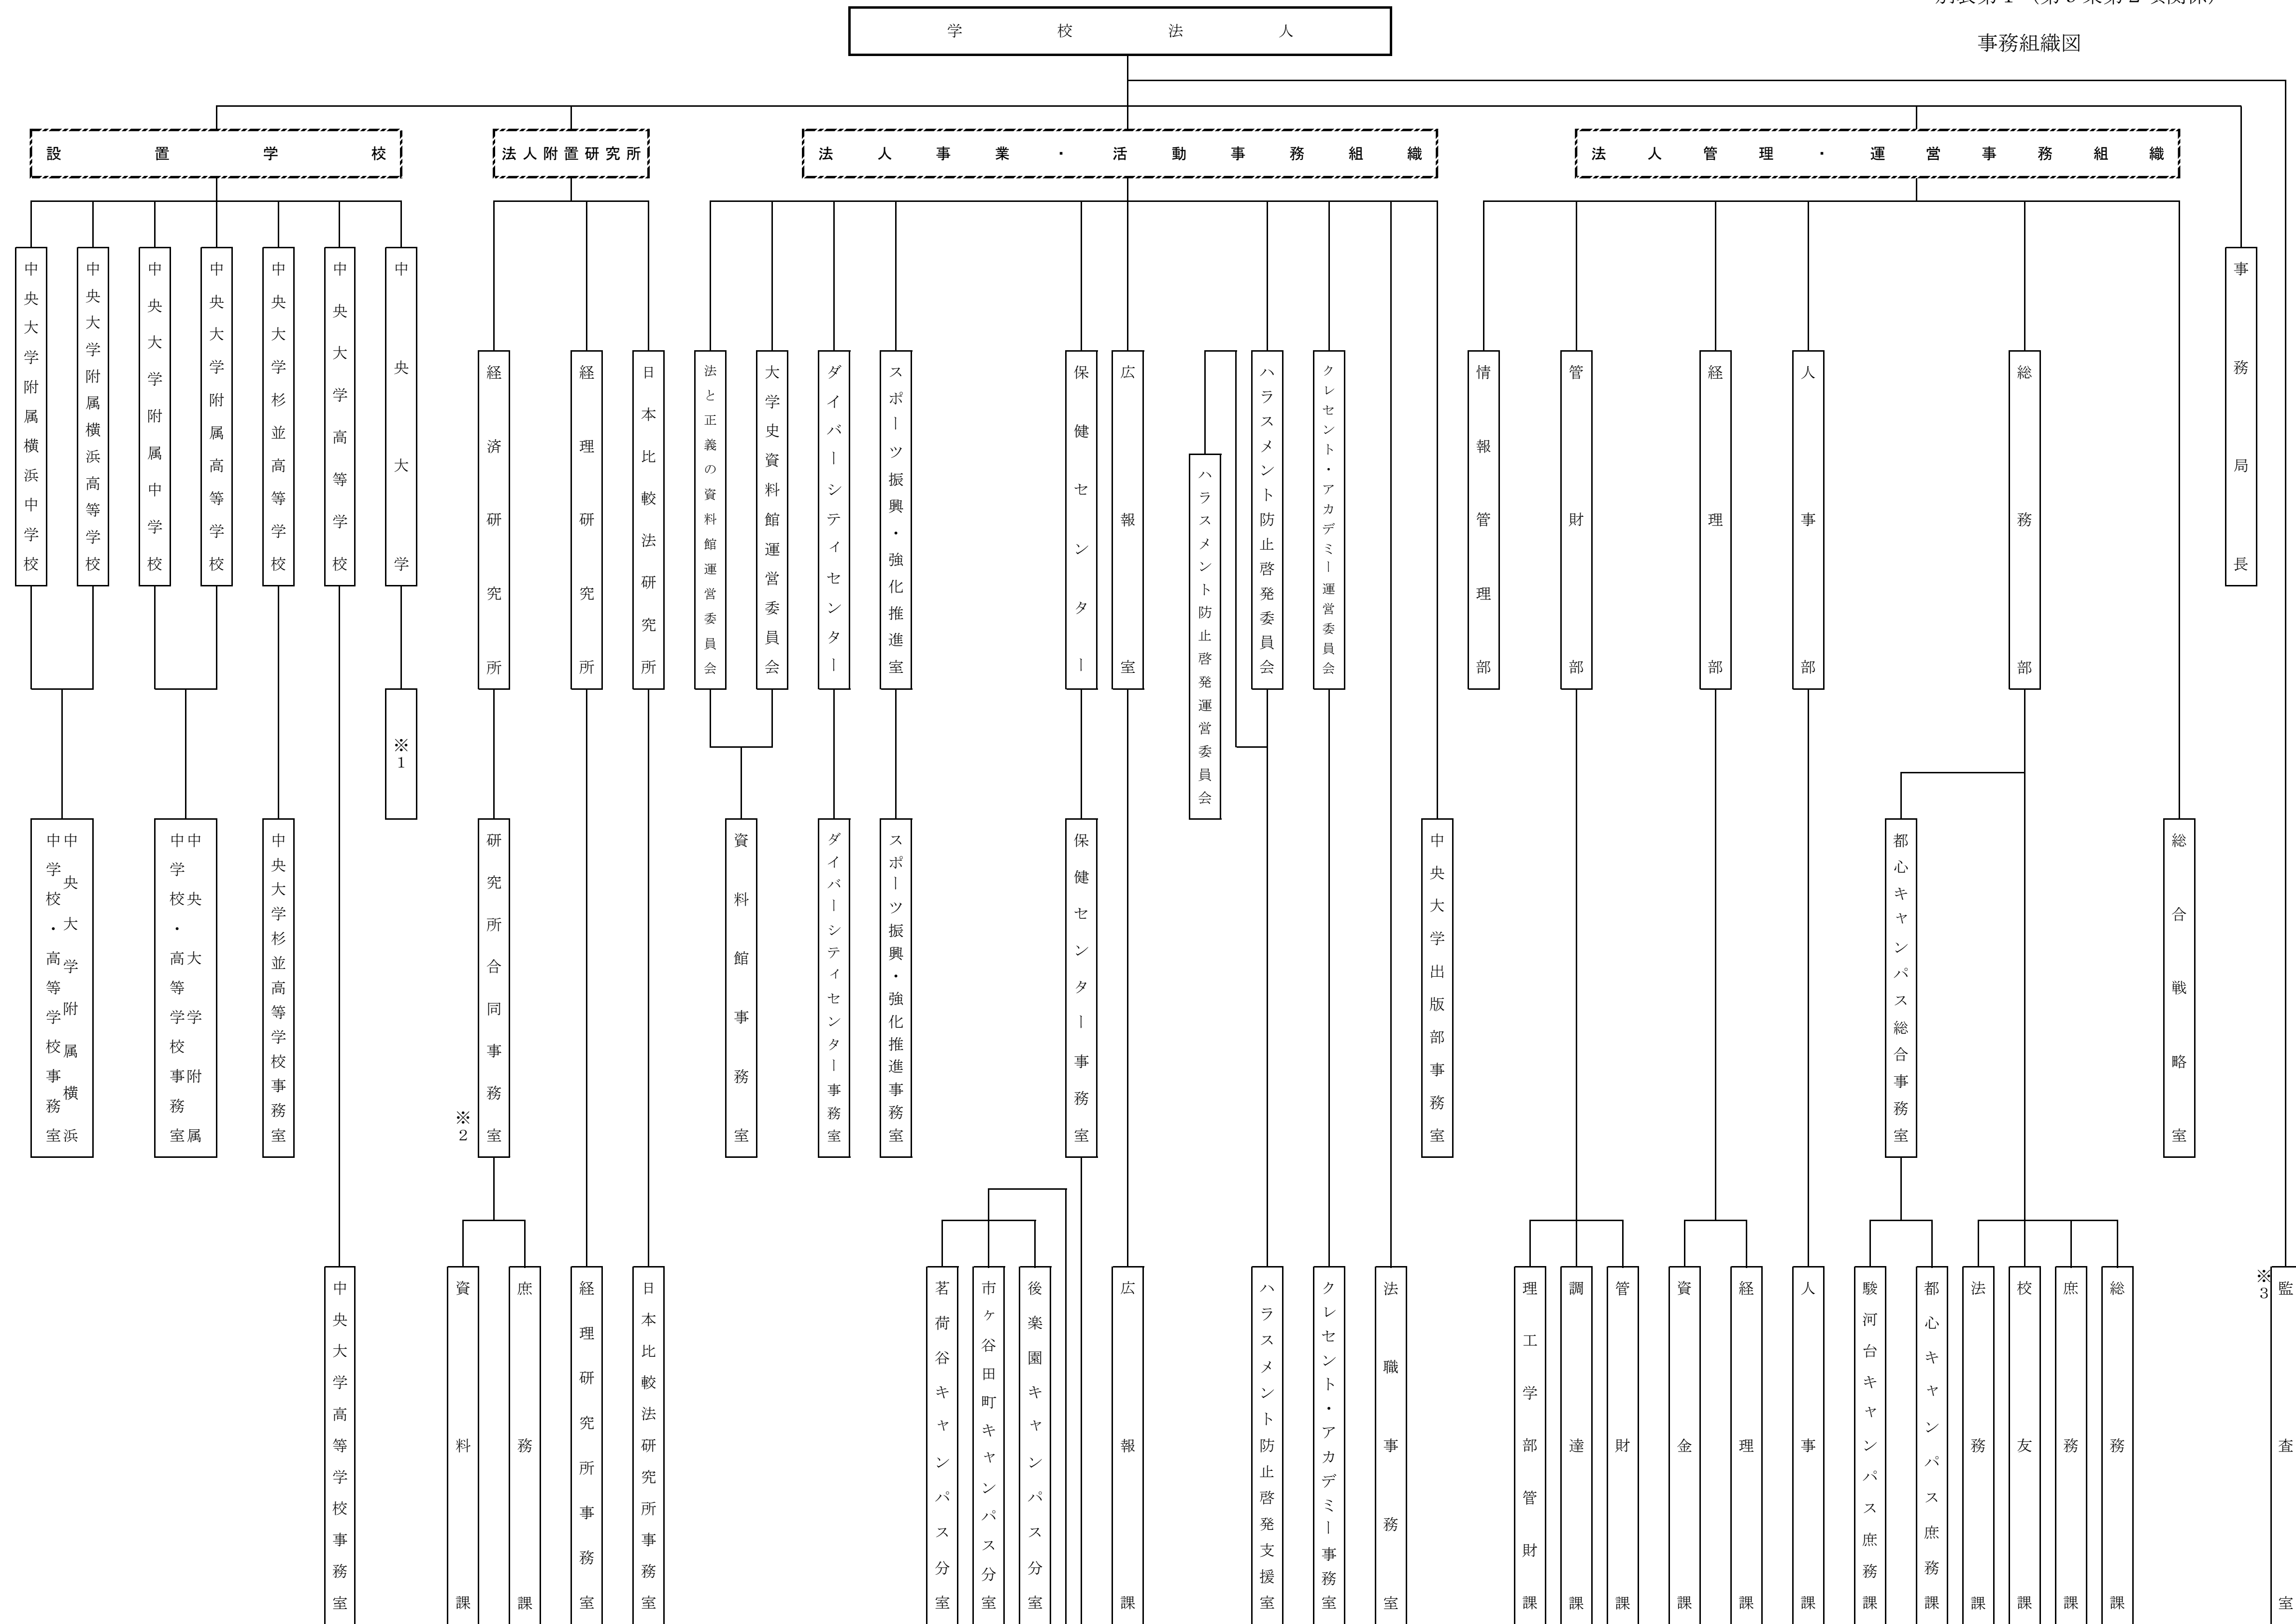 事務組織図
学校法人
設置学校
法人附置研究所
法人事業・活動事務組織
法人管理・運営事務組織
中央大学附属横浜中学校
中央大学附属横浜高等学校
中央大学附属中学校
中央大学附属高等学校
中央大学杉並高等学校
中央大学高等学校
中央大学
事務局長
経済研究所
経理研究所
日本比較法研究所
法と正義の資料館運営委員会
大学史資料館運営委員会
ダイバーシティセンター
スポーツ振興・強化推進室
保健センター
広報室
ハラスメント防止啓発運営委員会
ハラスメント防止啓発委員会
クレセント・アカデミー運営委員会
情報管理部
管財部
経理部
人事部
総務部
※1
中央大学附属横浜
中学校・高等学校事務室
中央大学附属
中学校・高等学校事務室
中央大学杉並高等学校事務室
※2
研究所合同事務室
資料館事務室
ダイバーシティセンター事務室
スポーツ振興・強化推進事務室
保健センター事務室
中央大学出版部事務室
都心キャンパス総合事務室
総合戦略室
中央大学高等学校事務室
資料課
庶務課
経理研究所事務室
日本比較法研究所事務室
茗荷谷キャンパス分室
市ヶ谷田町キャンパス分室
後楽園キャンパス分室
広報課
ハラスメント防止啓発支援室
クレセント・アカデミー事務室
法職事務室
理工学部管財課
調達課
管財課
資金課
経理課
人事課
駿河台キャンパス庶務課
都心キャンパス庶務課
法務課
校友課
庶務課
総務課
※3
監査室